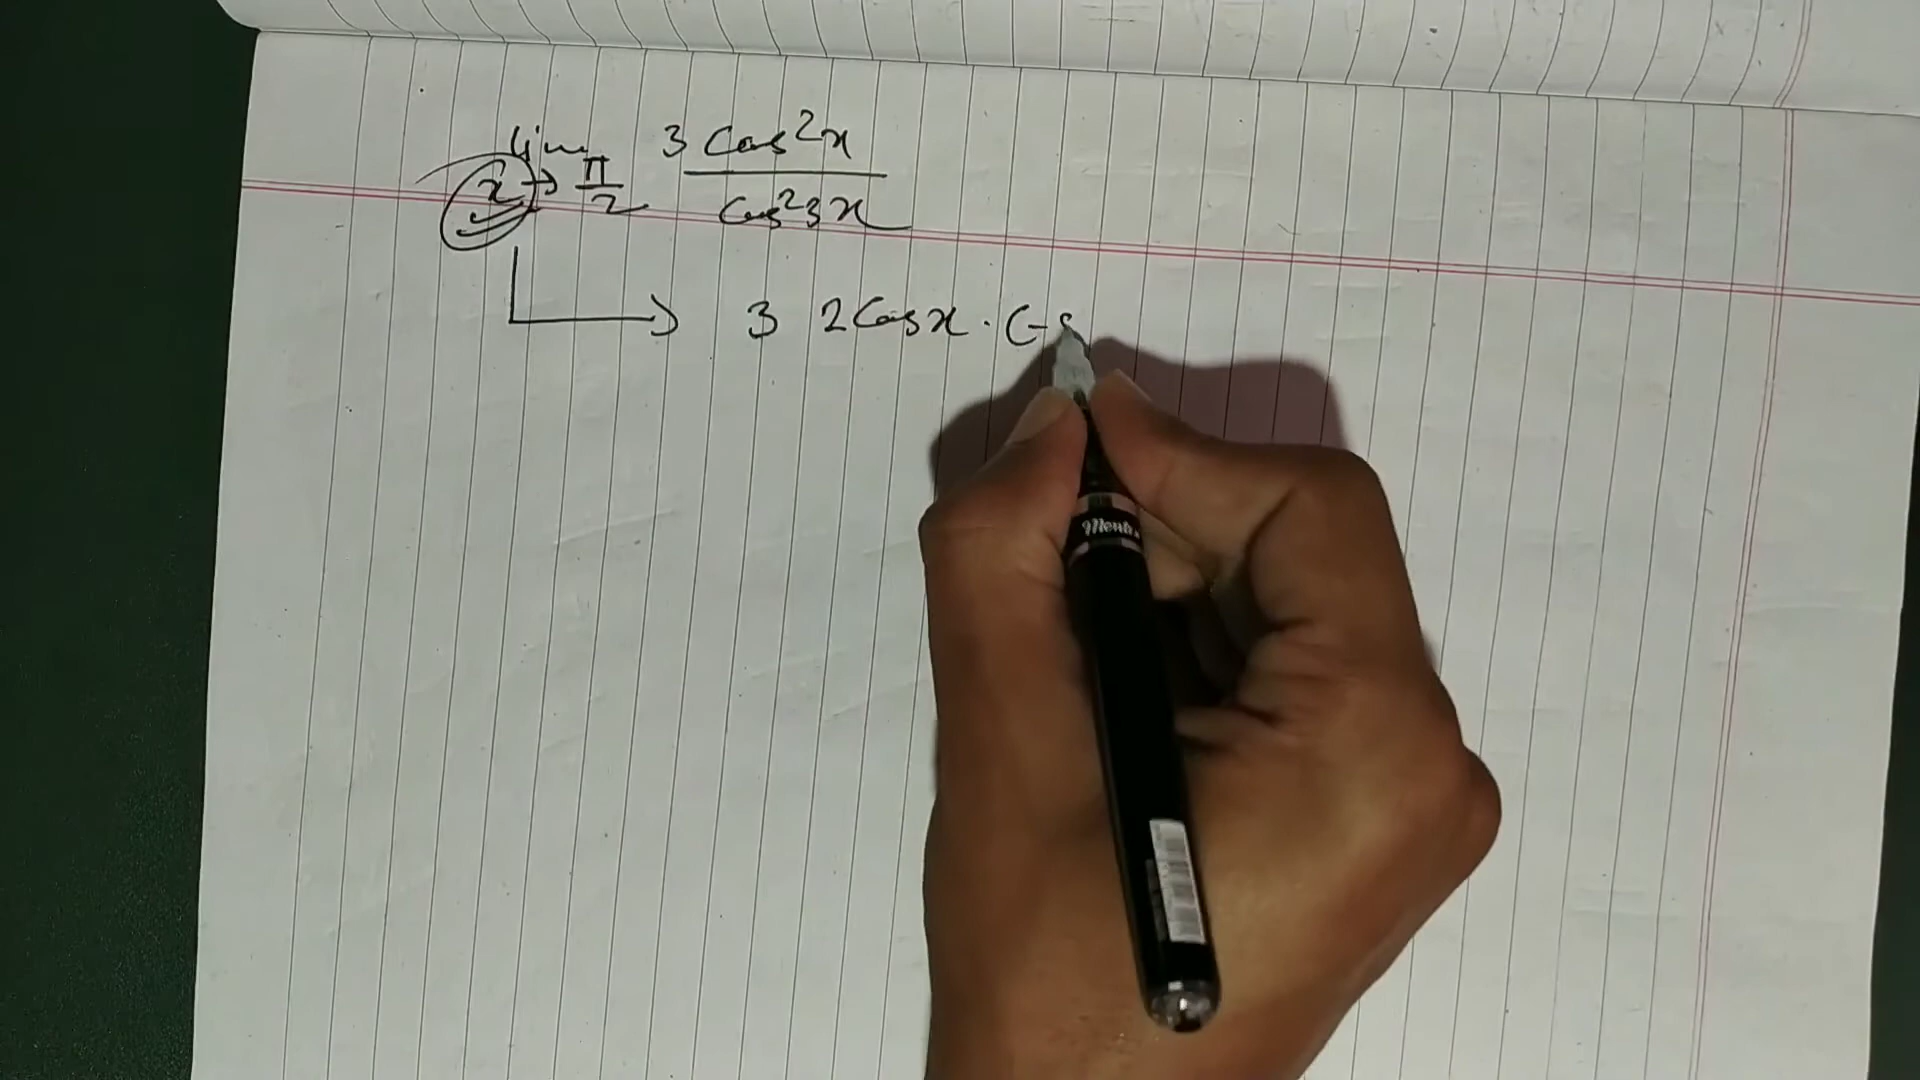 lim 3 Cos²x
x → π/2 Cos²3x
3 2Cosx · (-s